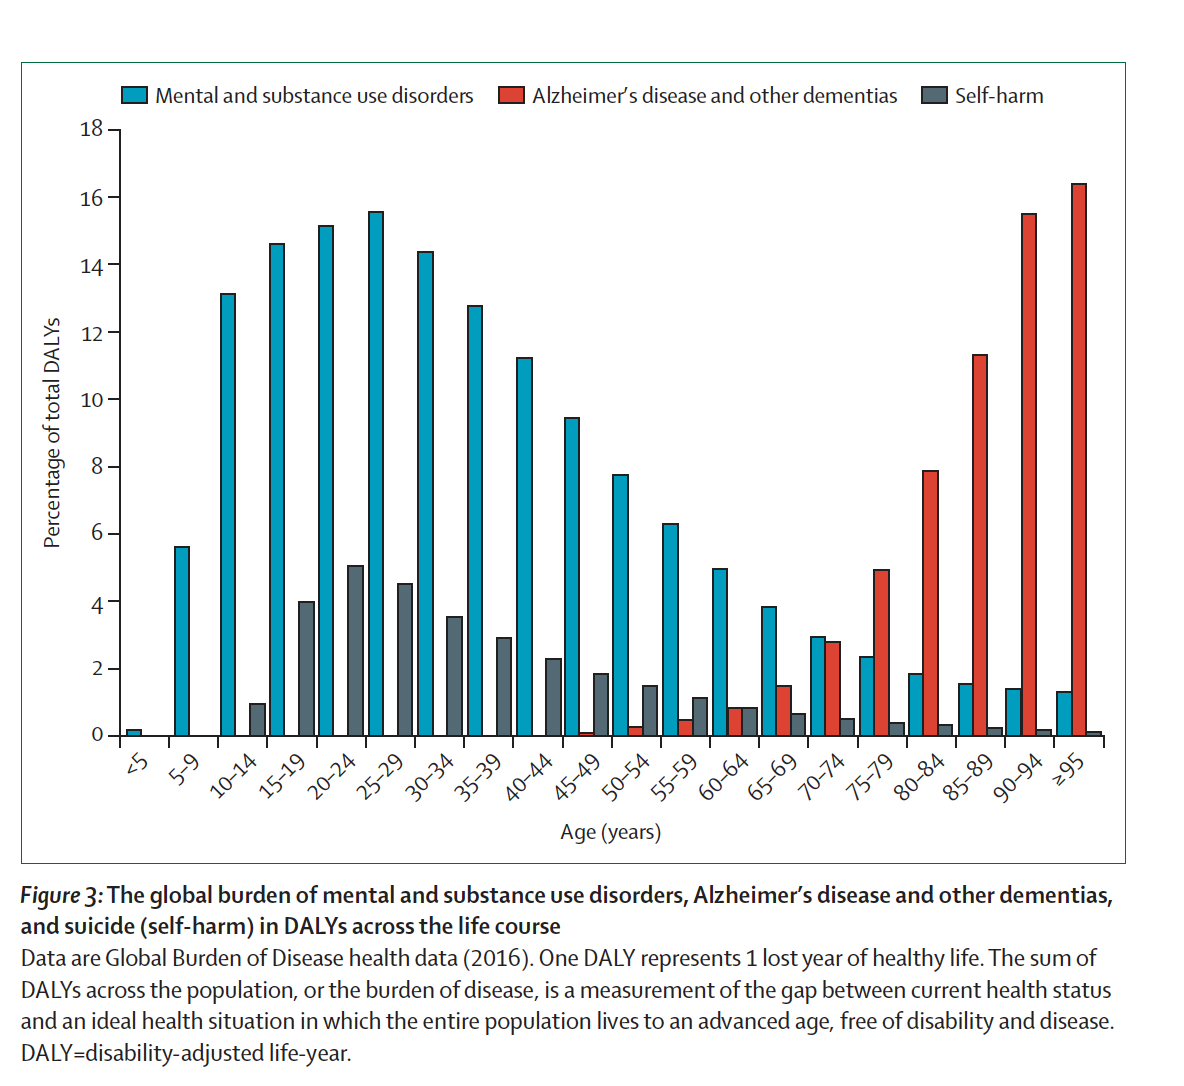 Mental and substance use disorders Alzheimer's disease and other dementias Self-harm
18
16
14
12
10
8
6
4
2
0
Percentage of total DALYs
<5 5–9 10–14 15–19 20–24 25–29 30–34 35–39 40–44 45–49 50–54 55–59 60–64 65–69 70–74 75–79 80–84 85–89 90–94 ≥95
Age (years)
Figure 3: The global burden of mental and substance use disorders, Alzheimer's disease and other dementias,
and suicide (self-harm) in DALYs across the life course
Data are Global Burden of Disease health data (2016). One DALY represents 1 lost year of healthy life. The sum of
DALYs across the population, or the burden of disease, is a measurement of the gap between current health status
and an ideal health situation in which the entire population lives to an advanced age, free of disability and disease.
DALY=disability-adjusted life-year.